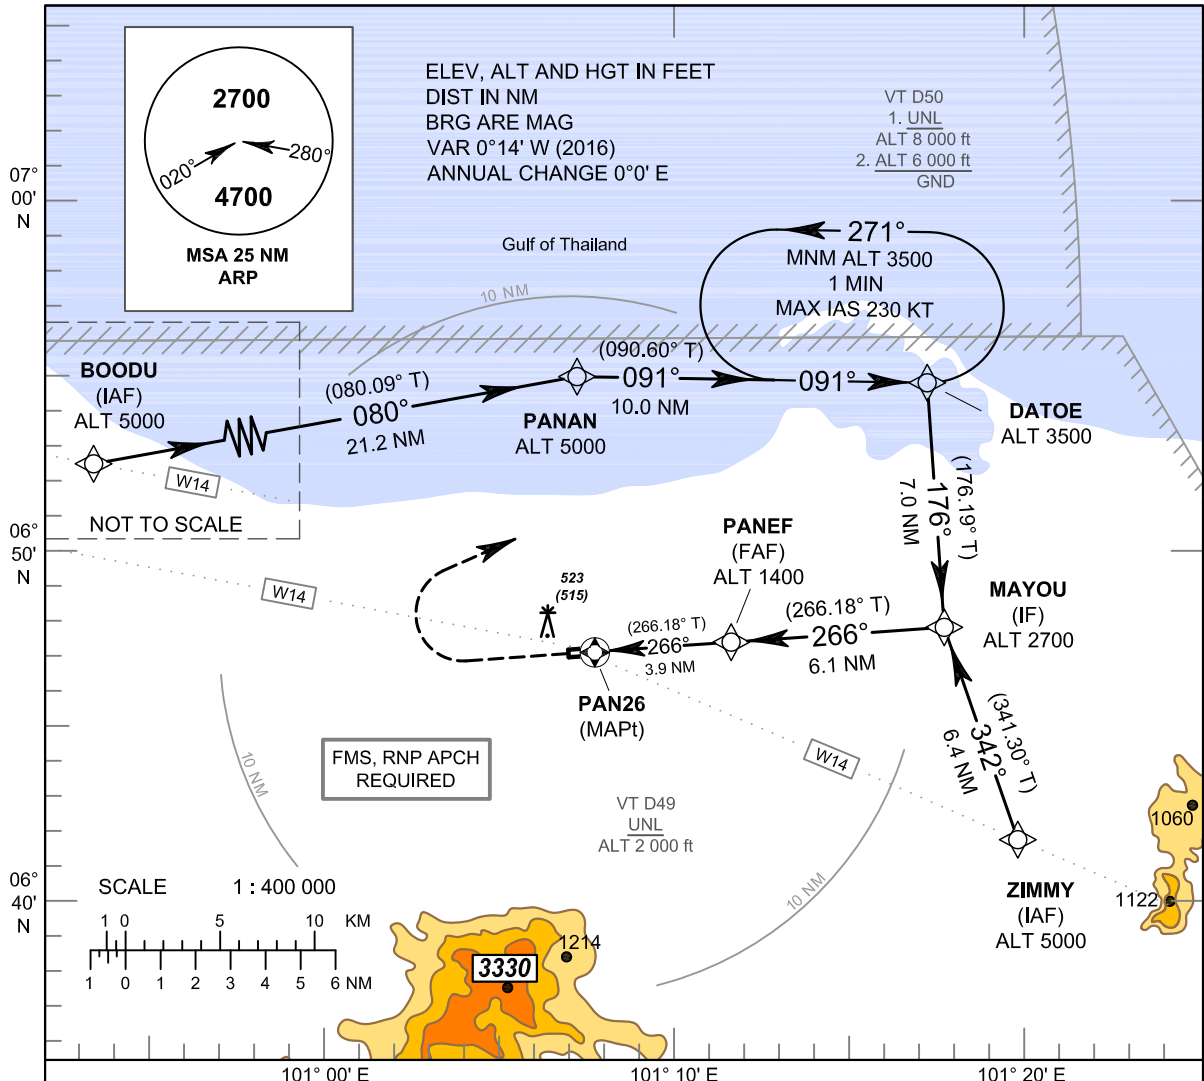 2700
020°
280°
4700
MSA 25 NM
ARP
ELEV, ALT AND HGT IN FEET
DIST IN NM
BRG ARE MAG
VAR 0°14' W (2016)
ANNUAL CHANGE 0°0' E
VT D50
1. UNL
ALT 8 000 ft
2. ALT 6 000 ft
GND
07°
00'
N
Gulf of Thailand
10 NM
271°
MNM ALT 3500
1 MIN
MAX IAS 230 KT
BOODU
(IAF)
ALT 5000
(080.09° T)
080°
21.2 NM
(090.60° T)
091°
10.0 NM
091°
PANAN
ALT 5000
DATOE
ALT 3500
W14
NOT TO SCALE
06°
50'
N
(176.19° T)
176°
7.0 NM
PANEF
(FAF)
ALT 1400
MAYOU
(IF)
ALT 2700
W14
523
(515)
(266.18° T)
266°
3.9 NM
(266.18° T)
266°
6.1 NM
PAN26
(MAPt)
(341.30° T)
342°
6.4 NM
10 NM
FMS, RNP APCH
REQUIRED
W14
VT D49
UNL
ALT 2 000 ft
10 NM
1060
ZIMMY
(IAF)
ALT 5000
1122
06°
40'
N
SCALE 1 : 400 000
1 0 5 10 KM
1 0 1 2 3 4 5 6 NM
1214
3330
101° 00' E
101° 10' E
101° 20' E